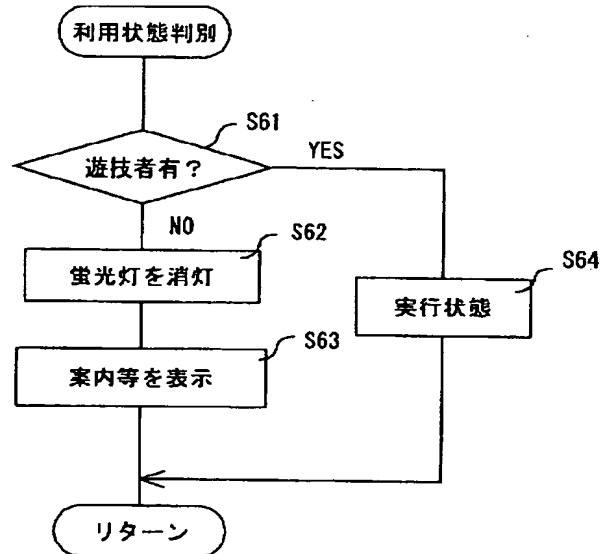 利用状態判別
S61
遊技者有？
YES
NO
S62
蛍光灯を消灯
S64
実行状態
S63
案内等を表示
リターン